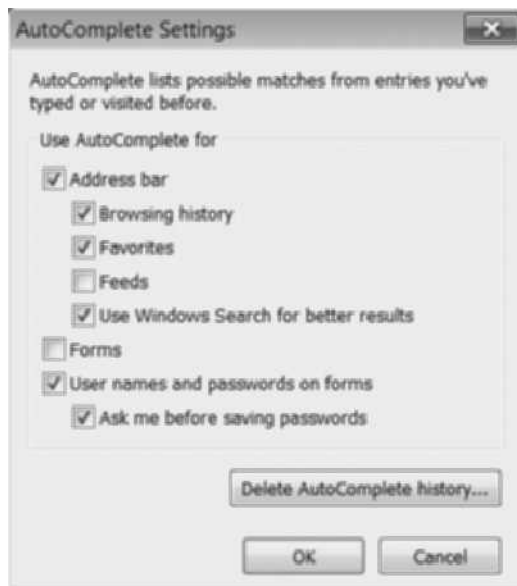 AutoComplete Settings
AutoComplete lists possible matches from entries you've
typed or visited before.
Use AutoComplete for
Address bar
Browsing history
Favorites
Feeds
Use Windows Search for better results
Forms
User names and passwords on forms
Ask me before saving passwords
Delete AutoComplete history...
OK
Cancel